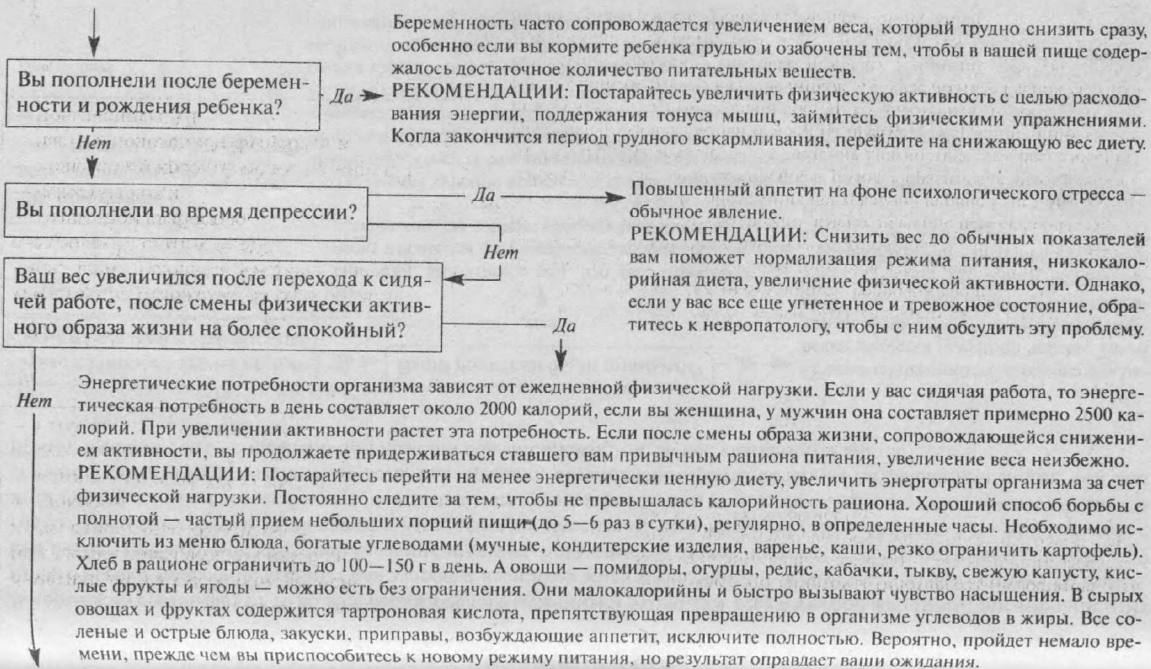 Беременность часто сопровождается увеличением веса, который трудно снизить сразу,
особенно если вы кормите ребенка грудью и озабочены тем, чтобы в вашей пище содер-
жалось достаточное количество питательных веществ.
РЕКОМЕНДАЦИИ: Постарайтесь увеличить физическую активность с целью расходо-
вания энергии, поддержания тонуса мышц, займитесь физическими упражнениями.
Когда закончится период грудного вскармливания, перейдите на снижающую вес диету.
Вы пополнели после беремен-
ности и рождения ребенка?
Да
Нет
Вы пополнели во время депрессии?
Да
Нет
Повышенный аппетит на фоне психологического стресса —
обычное явление.
РЕКОМЕНДАЦИИ: Снизить вес до обычных показателей
вам поможет нормализация режима питания, низкокало-
рийная диета, увеличение физической активности. Однако,
если у вас все еще угнетенное и тревожное состояние, обра-
титесь к невропатологу, чтобы с ним обсудить эту проблему.
Ваш вес увеличился после перехода к сидя-
чей работе, после смены физически актив-
ного образа жизни на более спокойный?
Да
Нет
Энергетические потребности организма зависят от ежедневной физической нагрузки. Если у вас сидячая работа, то энерге-
тическая потребность в день составляет около 2000 калорий, если вы женщина, у мужчин она составляет примерно 2500 ка-
лорий. При увеличении активности растет эта потребность. Если после смены образа жизни, сопровождающейся снижени-
ем активности, вы продолжаете придерживаться ставшего вам привычным рациона питания, увеличение веса неизбежно.
РЕКОМЕНДАЦИИ: Постарайтесь перейти на менее энергетически ценную диету, увеличить энерготраты организма за счет
физической нагрузки. Постоянно следите за тем, чтобы не превышалась калорийность рациона. Хороший способ борьбы с
полнотой — частый прием небольших порций пищи (до 5—6 раз в сутки), регулярно, в определенные часы. Необходимо ис-
ключить из меню блюда, богатые углеводами (мучные, кондитерские изделия, варенье, каши, резко ограничить картофель).
Хлеб в рационе ограничить до 100—150 г в день. А овощи — помидоры, огурцы, редис, кабачки, тыкву, свежую капусту, кис-
лые фрукты и ягоды — можно есть без ограничения. Они малокалорийны и быстро вызывают чувство насыщения. В сырых
овощах и фруктах содержится тартроновая кислота, препятствующая превращению в организме углеводов в жиры. Все со-
леные и острые блюда, закуски, приправы, возбуждающие аппетит, исключите полностью. Вероятно, пройдет немало вре-
мени, прежде чем вы приспособитесь к новому режиму питания, но результат оправдает ваши ожидания.